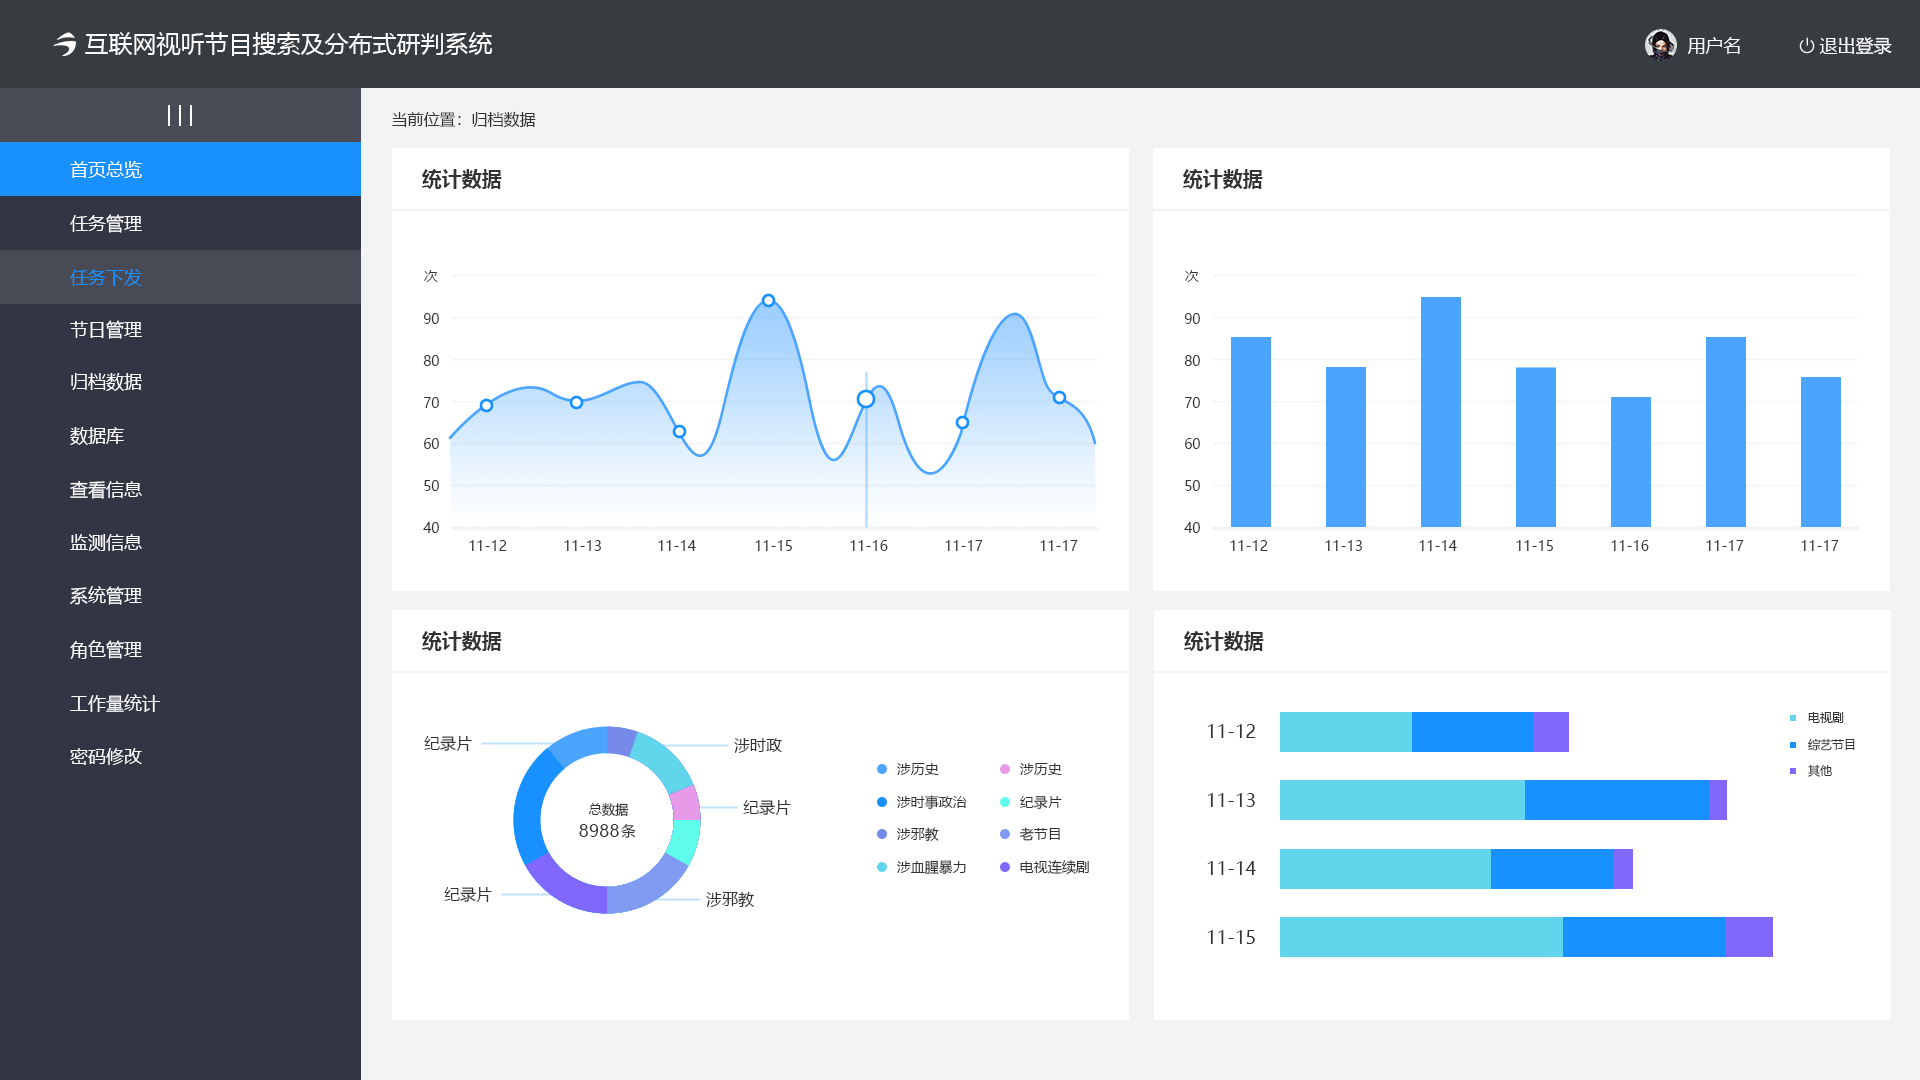 互联网视听节目搜索及分布式研判系统
用户名
退出登录
首页总览
任务管理
任务下发
节日管理
归档数据
数据库
查看信息
监测信息
系统管理
角色管理
工作量统计
密码修改
当前位置：归档数据
统计数据
次
90
80
70
60
50
40
11-12 11-13 11-14 11-15 11-16 11-17 11-17
统计数据
次
90
80
70
60
50
40
11-12 11-13 11-14 11-15 11-16 11-17 11-17
统计数据
纪录片
涉时政
纪录片
总数据
8988条
纪录片
涉邪教
涉历史 涉历史
涉时事政治 纪录片
涉邪教 老节目
涉血腥暴力 电视连续剧
统计数据
11-12
11-13
11-14
11-15
电视剧
综艺节目
其他